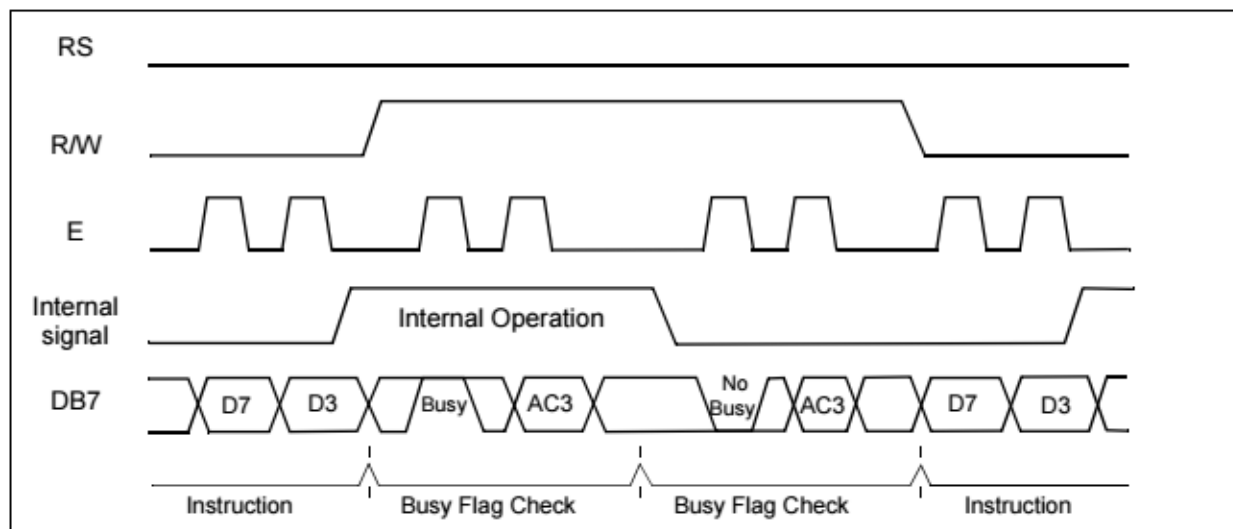 RS
R/W
E
Internal
signal
Internal Operation
DB7
D7
D3
Busy
AC3
No
Busy
AC3
D7
D3
Instruction
Busy Flag Check
Busy Flag Check
Instruction